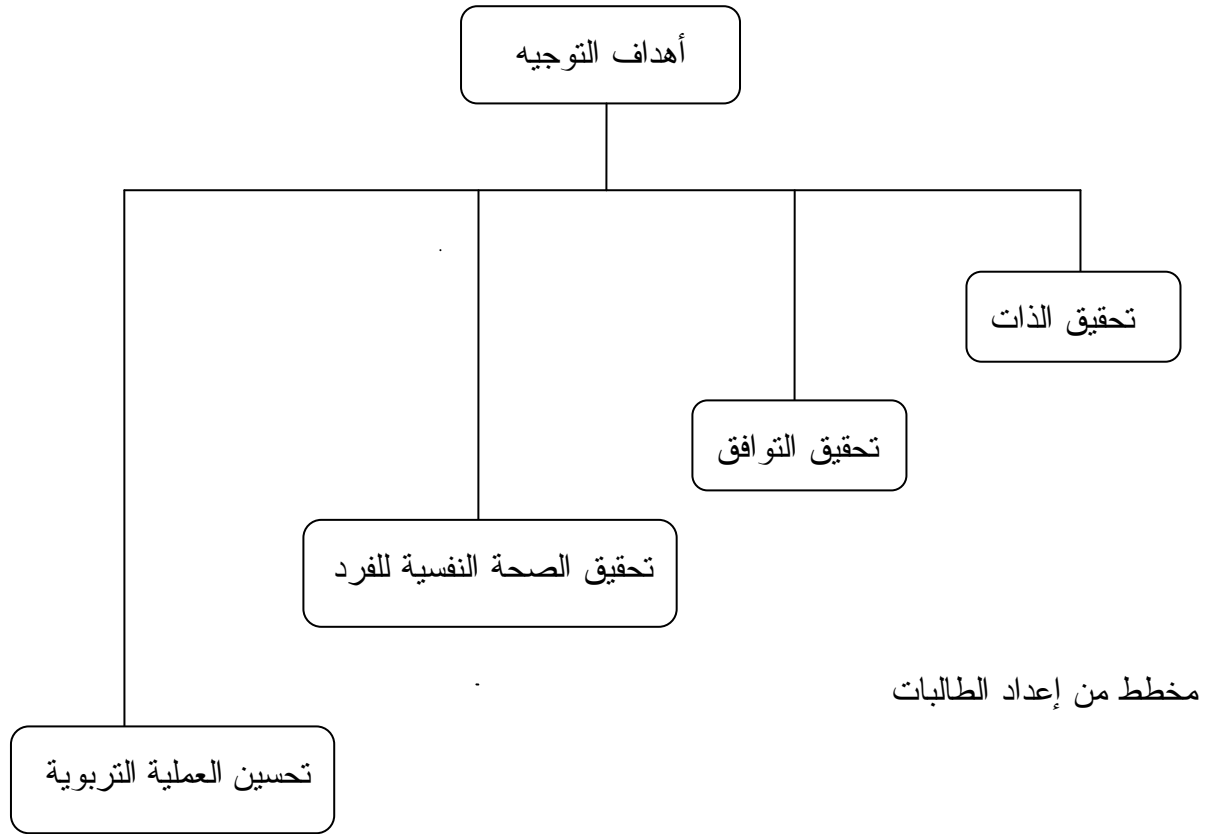 أهداف التوجيه
تحقيق الذات
تحقيق التوافق
تحقيق الصحة النفسية للفرد
مخطط من إعداد الطالبات
تحسين العملية التربوية